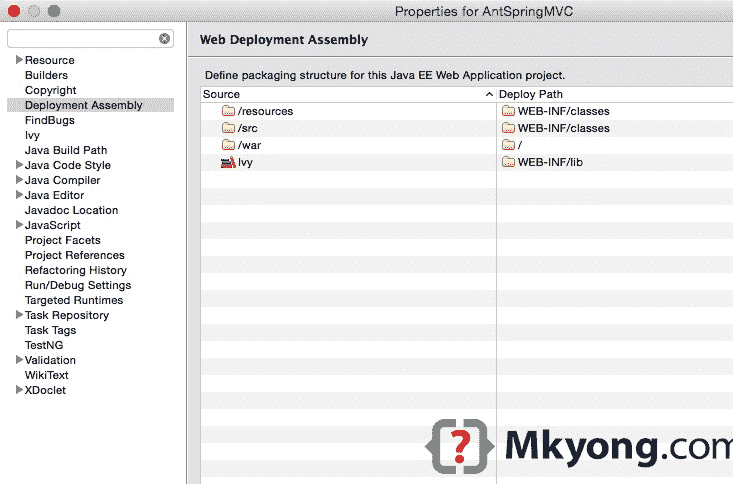 Properties for AntSpringMVC
Resource
Builders
Copyright
Deployment Assembly
FindBugs
Ivy
Java Build Path
Java Code Style
Java Compiler
Java Editor
Javadoc Location
JavaScript
Project Facets
Project References
Refactoring History
Run/Debug Settings
Targeted Runtimes
Task Repository
Task Tags
TestNG
Validation
WikiText
XDoclet
Web Deployment Assembly
Define packaging structure for this Java EE Web Application project.
Source Deploy Path
/resources WEB-INF/classes
/src WEB-INF/classes
/war /
Ivy WEB-INF/lib
{?} Mkyong.com